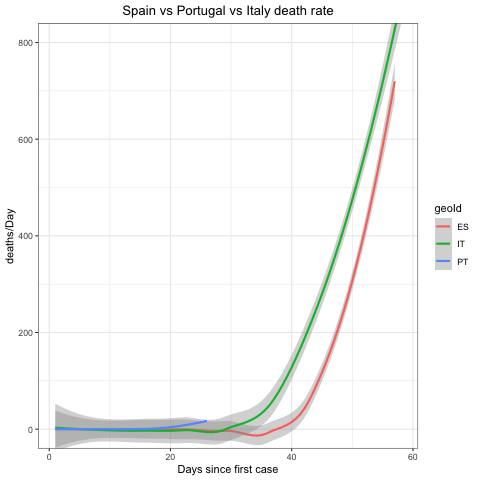 Spain vs Portugal vs Italy death rate
800
600
400
200
0
deaths/Day
0 20 40 60
Days since first case
geoId
ES
IT
PT